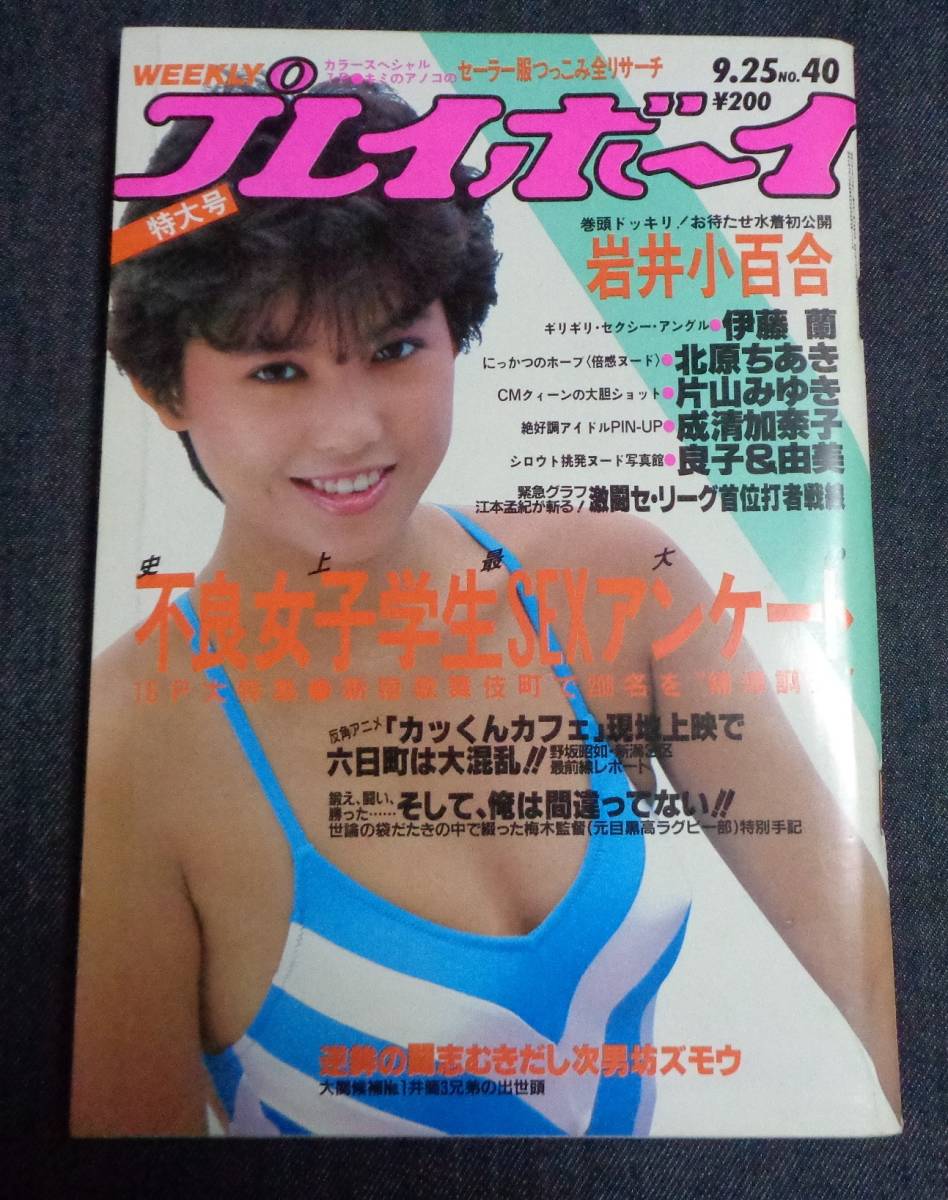 WEEKLY
カラースペシャル
キミのアノコの
セーラー服つっこみ全リサーチ
9.25 NO.40
¥200
プレイボーイ
特大号
巻頭ドッキリ!お待たせ水着初公開
岩井小百合
ギリギリ・セクシー・アングル●伊藤 蘭
にっかつのホープ〈倍感ヌード〉●北原ちあき
CMクィーンの大胆ショット●片山みゆき
絶好調アイドルPIN-UP●成清加奈子
シロウト挑発ヌード写真館●良子&由美
緊急グラフ
江本孟紀が斬る!
激闘セ・リーグ首位打者戦線
史上最大の
不良女子学生SEXアンケート
反角アニメ「カッくんカフェ」現地上映で
六日町は大混乱!!
野坂昭如・新潟3区
最前線レポート
鍛え、闘い、
勝った……
そして、俺は間違ってない!!
世論の袋だたきの中で綴った梅木監督(元目黒高ラグビー部)特別手記
逆鉾の闘志むきだし次男坊ズモウ
大関候補№1井筒3兄弟の出世頭